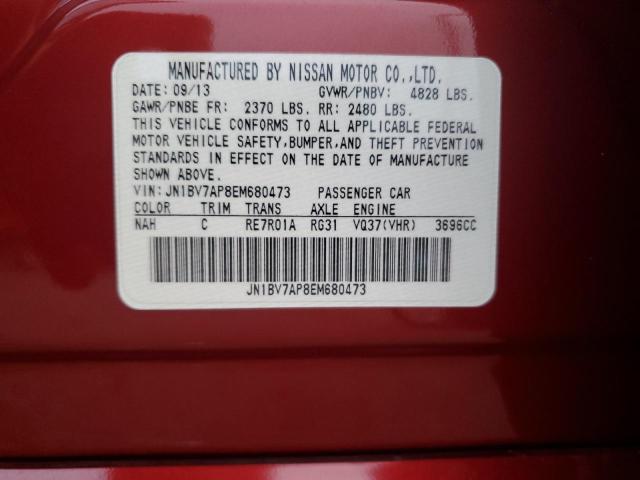 MANUFACTURED BY NISSAN MOTOR CO.,LTD.
DATE: 09/13 GVWR/PNBV: 4828 LBS.
GAWR/PNBE FR: 2370 LBS. RR: 2480 LBS.
THIS VEHICLE CONFORMS TO ALL APPLICABLE FEDERAL
MOTOR VEHICLE SAFETY,BUMPER,AND THEFT PREVENTION
STANDARDS IN EFFECT ON THE DATE OF MANUFACTURE
SHOWN ABOVE.
VIN: JN1BV7AP8EM680473 PASSENGER CAR
COLOR TRIM TRANS AXLE ENGINE
NAH C RE7R01A RG31 VQ37(VHR) 3696CC
JN1BV7AP8EM680473